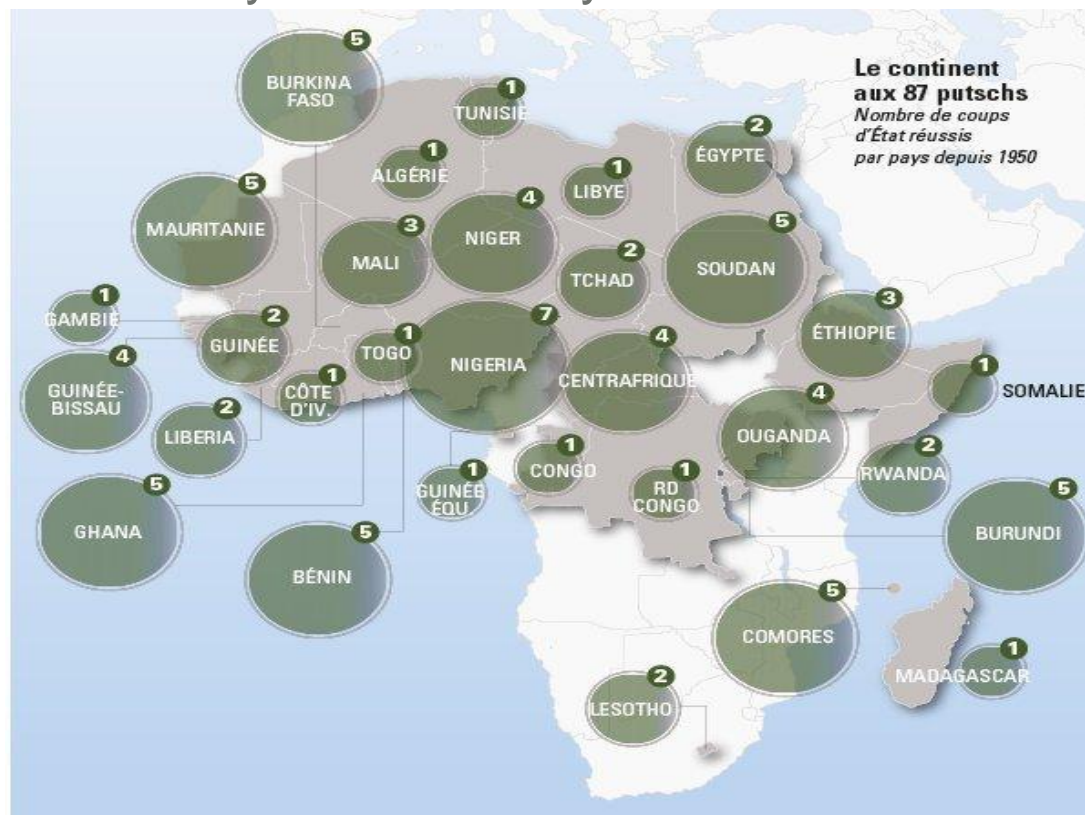 Le continent
aux 87 putschs
Nombre de coups
d'État réussis
par pays depuis 1950
5
BURKINA
FASO
1
TUNISIE
2
ÉGYPTE
1
ALGÉRIE
1
LIBYE
5
MAURITANIE
3
MALI
4
NIGER
2
TCHAD
5
SOUDAN
1
GAMBIE
2
GUINÉE
1
TOGO
7
NIGERIA
4
CENTRAFRIQUE
3
ÉTHIOPIE
1
SOMALIE
4
GUINÉE-
BISSAU
2
LIBERIA
1
CÔTE
D'IV.
4
OUGANDA
2
RWANDA
1
CONGO
1
RD
CONGO
1
GUINÉE
ÉQU
5
GHANA
5
BÉNIN
5
BURUNDI
5
COMORES
1
MADAGASCAR
2
LESOTHO